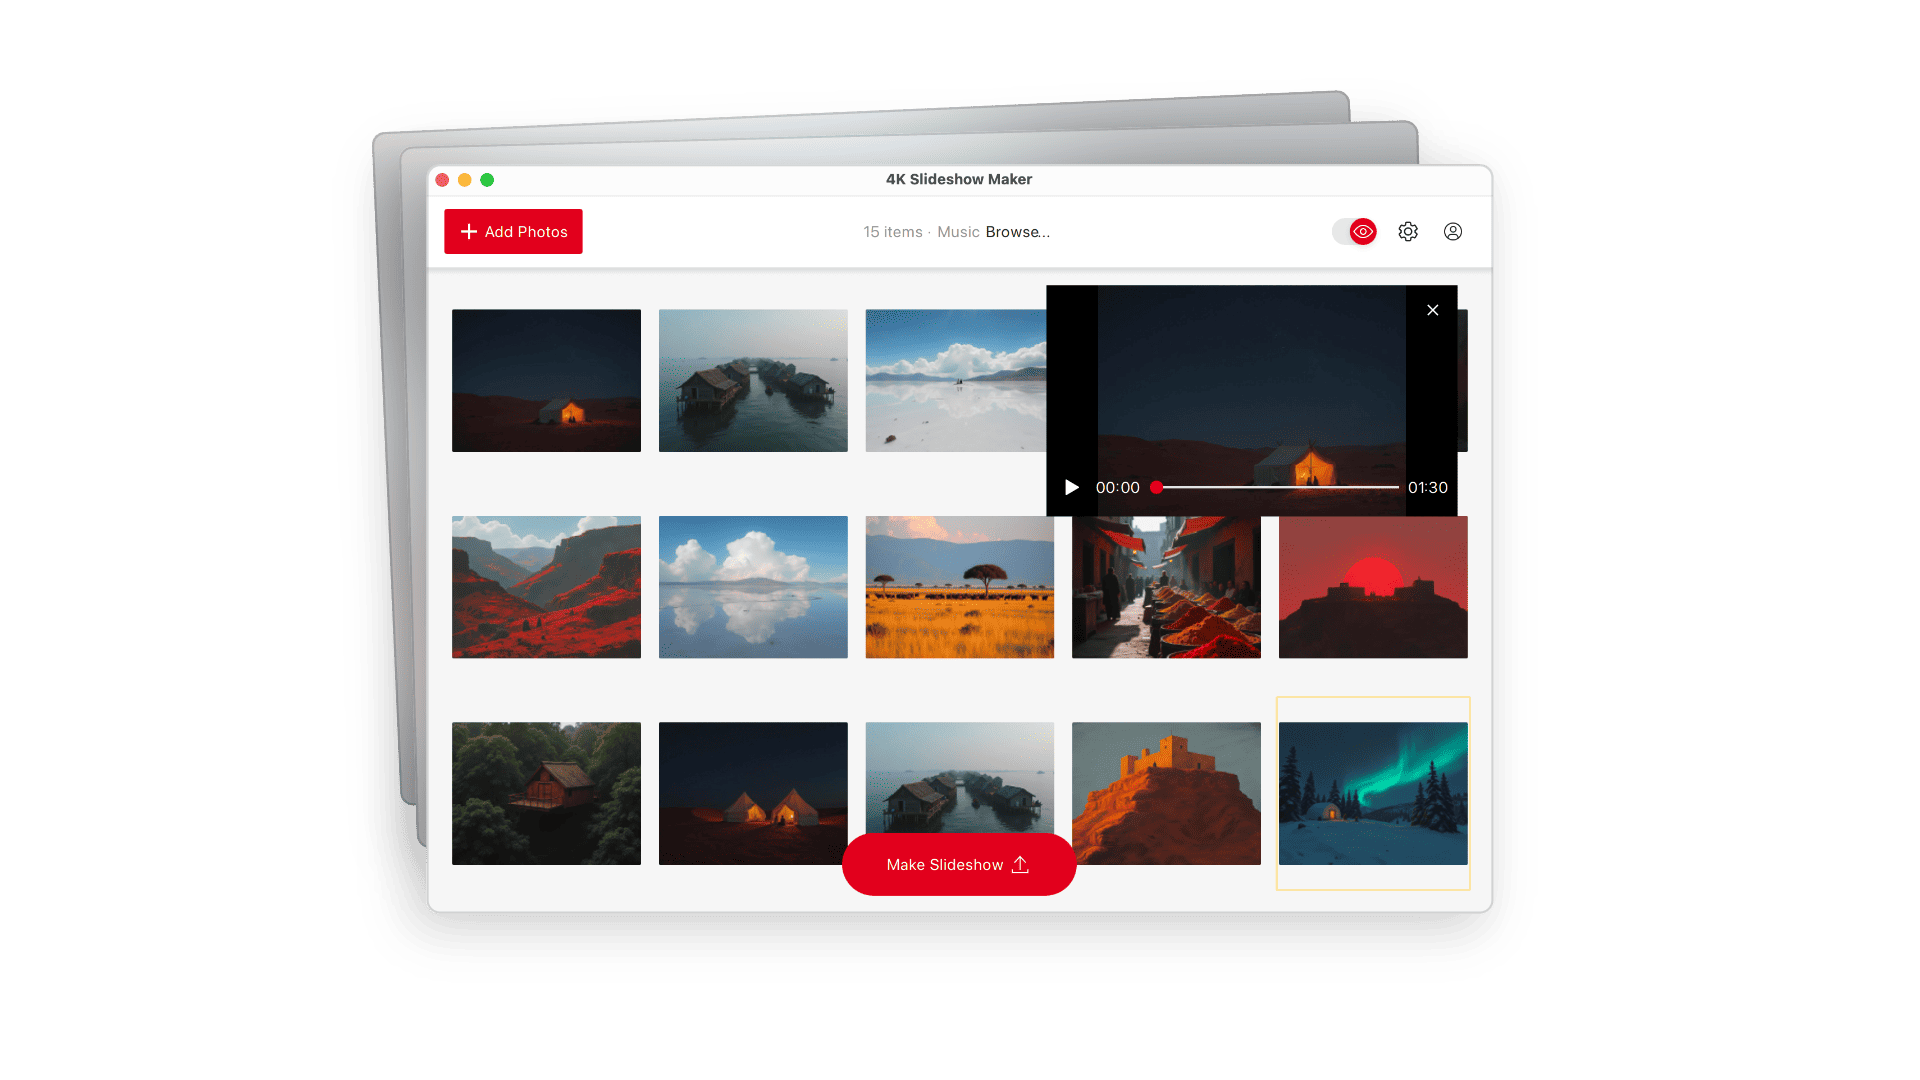 4K Slideshow Maker
Add Photos
15 items · Music Browse...
00:00
01:30
Make Slideshow